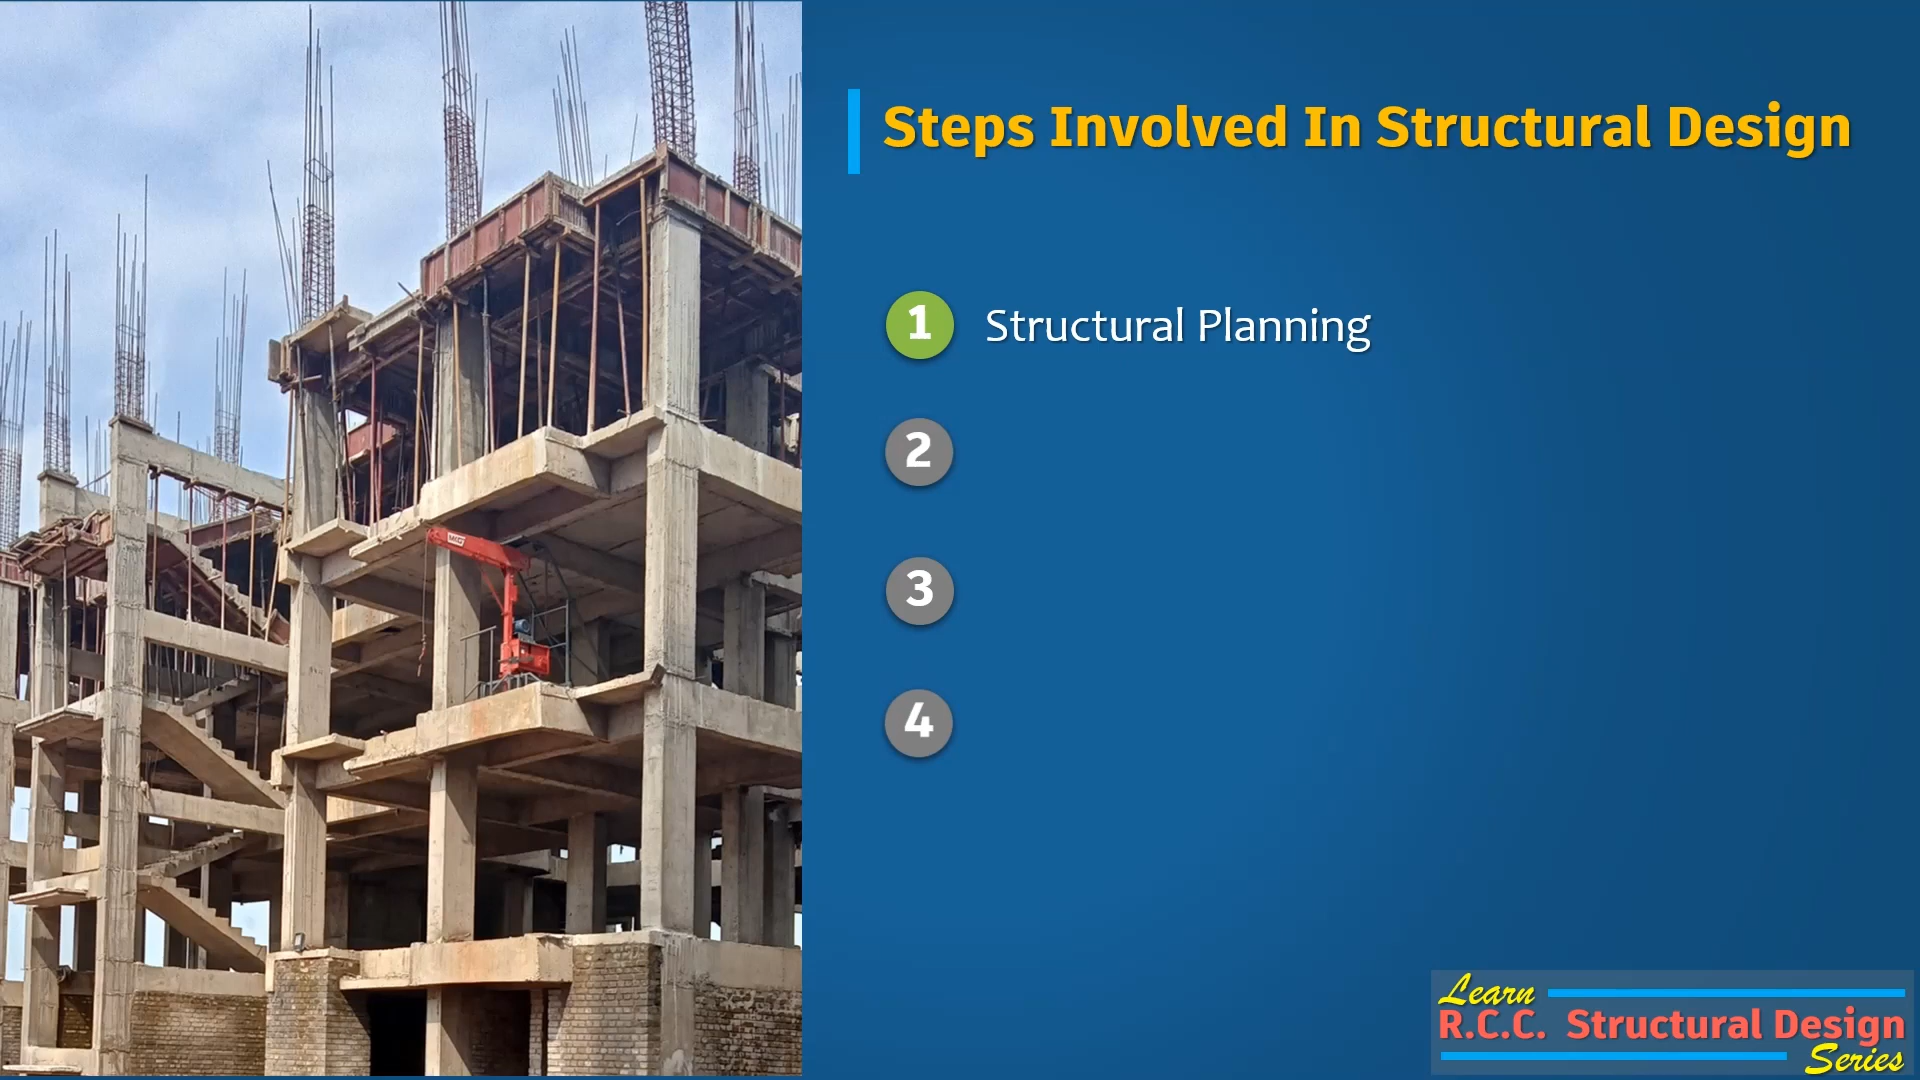 Steps Involved In Structural Design
1 Structural Planning
2
3
4
Learn
R.C.C. Structural Design
Series